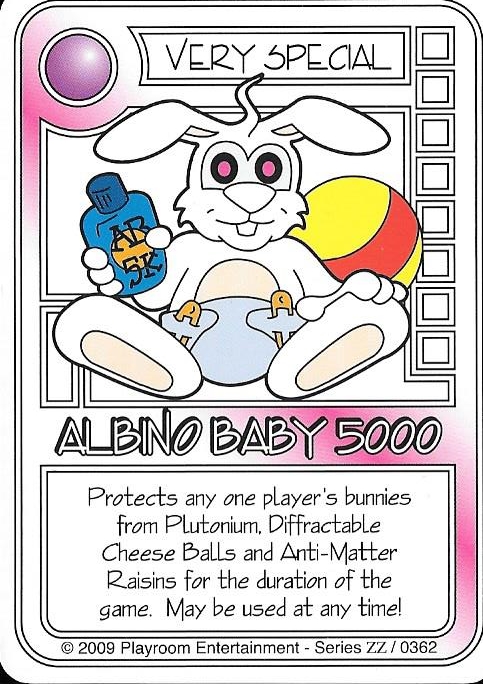 VERY SPECIAL
AB
5K
A
A
ALBINO BABY 5000
Protects any one player's bunnies
from Plutonium, Diffractable
Cheese Balls and Anti-Matter
Raisins for the duration of the
game. May be used at any time!
© 2009 Playroom Entertainment - Series ZZ / 0362